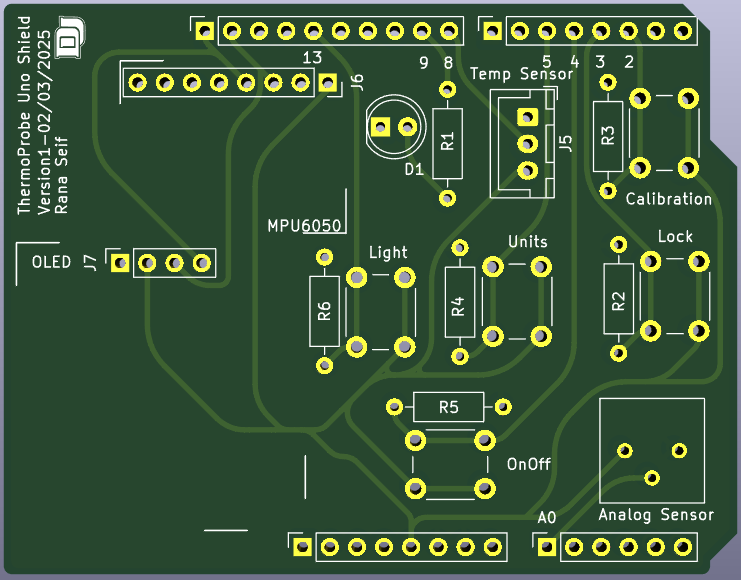 ThermoProbe Uno Shield
Version1-02/03/2025
Rana Seif
13
9
8
5
4
3
2
J6
Temp Sensor
D1
R1
J5
R3
Calibration
MPU6050
OLED
J7
Light
Units
Lock
R6
R4
R2
R5
OnOff
A0
Analog Sensor